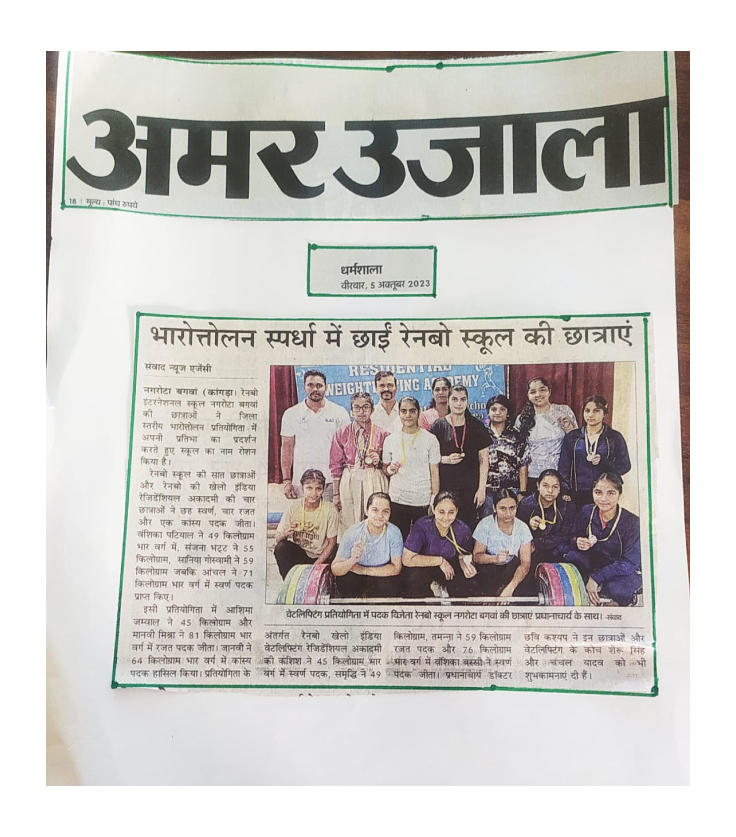 अमर उजाला
18 | मूल्य : पांच रुपये
धर्मशाला
वीरवार, 5 अक्तूबर 2023
भारोत्तोलन स्पर्धा में छाईं रेनबो स्कूल की छात्राएं
संवाद न्यूज एजेंसी
नगरोटा बगवां (कांगड़ा)। रेनबो
इंटरनेशनल स्कूल नगरोटा बगवां
की छात्राओं ने जिला
स्तरीय भारोत्तोलन प्रतियोगिता में
अपनी प्रतिभा का प्रदर्शन
करते हुए स्कूल का नाम रोशन
किया है।
रेनबो स्कूल की सात छात्राओं
और रेनबो की खेलो इंडिया
रेजिडेंशियल अकादमी की चार
छात्राओं ने छह स्वर्ण, चार रजत
और एक कांस्य पदक जीता।
वंशिका पटियाल ने 49 किलोग्राम
भार वर्ग में, संजना भट्ट ने 55
किलोग्राम, सानिया गोस्वामी ने 59
किलोग्राम जबकि आंचल ने 71
किलोग्राम भार वर्ग में स्वर्ण पदक
प्राप्त किए।
इसी प्रतियोगिता में आशिमा
जम्वाल ने 45 किलोग्राम और
मानवी मिश्रा ने 81 किलोग्राम भार
वर्ग में रजत पदक जीता। जानवी ने
64 किलोग्राम भार वर्ग में कांस्य
पदक हासिल किया। प्रतियोगिता के
RESIDENTIAL
WEIGHTLIFTING ACADEMY
वेटलिफ्टिंग प्रतियोगिता में पदक विजेता रेनबो स्कूल नगरोटा बगवां की छात्राएं प्रधानाचार्य के साथ। -संवाद
अंतर्गत रेनबो खेलो इंडिया
वेटलिफ्टिंग रेजिडेंशियल अकादमी
की कशिश ने 45 किलोग्राम भार
वर्ग में स्वर्ण पदक, समृद्धि ने 49
किलोग्राम, तमन्ना ने 59 किलोग्राम
रजत पदक और 76 किलोग्राम
भार वर्ग में वंशिका बस्सी ने स्वर्ण
पदक जीता। प्रधानाचार्य डॉक्टर
छवि कश्यप ने इन छात्राओं और
वेटलिफ्टिंग के कोच शेरू सिंह
और चंचल यादव को भी
शुभकामनाएं दी हैं।